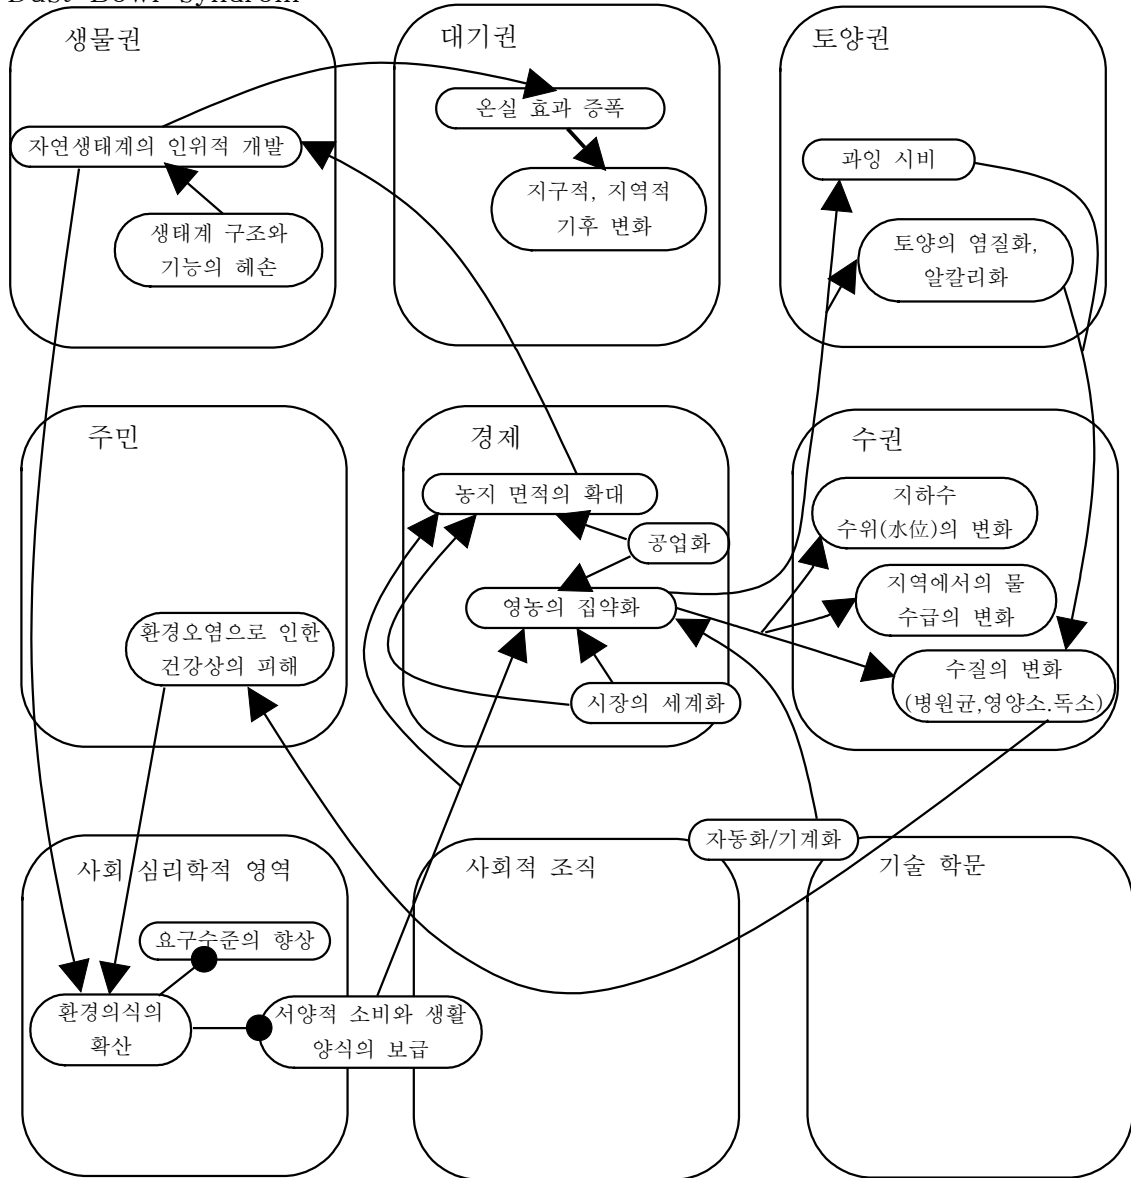 Dust Bowl syndrom
생물권
대기권
토양권
온실 효과 증폭
자연생태계의 인위적 개발
과잉 시비
지구적, 지역적
기후 변화
생태계 구조와
기능의 헤손
토양의 염질화,
알칼리화
주민
경제
수권
농지 면적의 확대
지하수
수위(水位)의 변화
공업화
영농의 집약화
지역에서의 물
수급의 변화
환경오염으로 인한
건강상의 피해
수질의 변화
(병원균,영양소.독소)
시장의 세계화
자동화/기계화
사회 심리학적 영역
사회적 조직
기술 학문
요구수준의 향상
환경의식의
확산
서양적 소비와 생활
양식의 보급